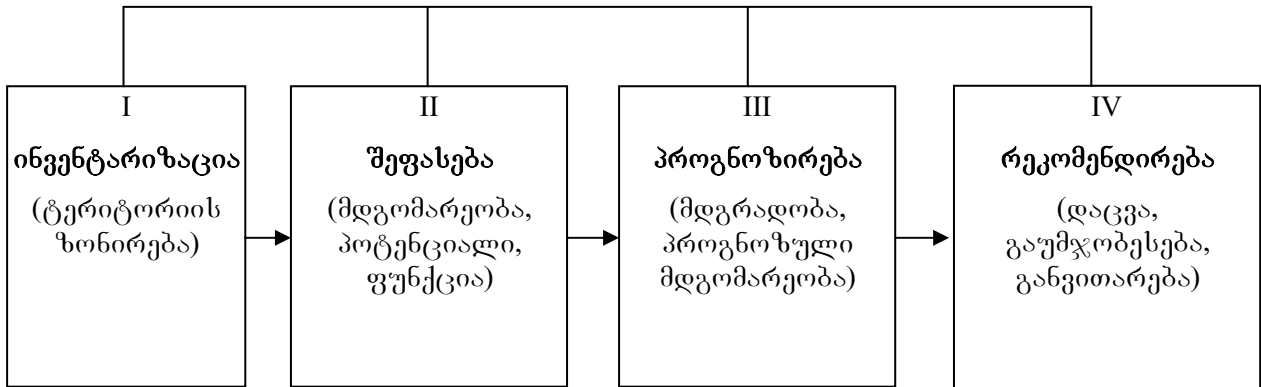 I
ინვენტარიზაცია
(ტერიტორიის
ზონირება)
II
შეფასება
(მდგომარეობა,
პოტენციალი,
ფუნქცია)
III
პროგნოზირება
(მდგრადობა,
პროგნოზული
მდგომარეობა)
IV
რეკომენდირება
(დაცვა,
გაუმჯობესება,
განვითარება)